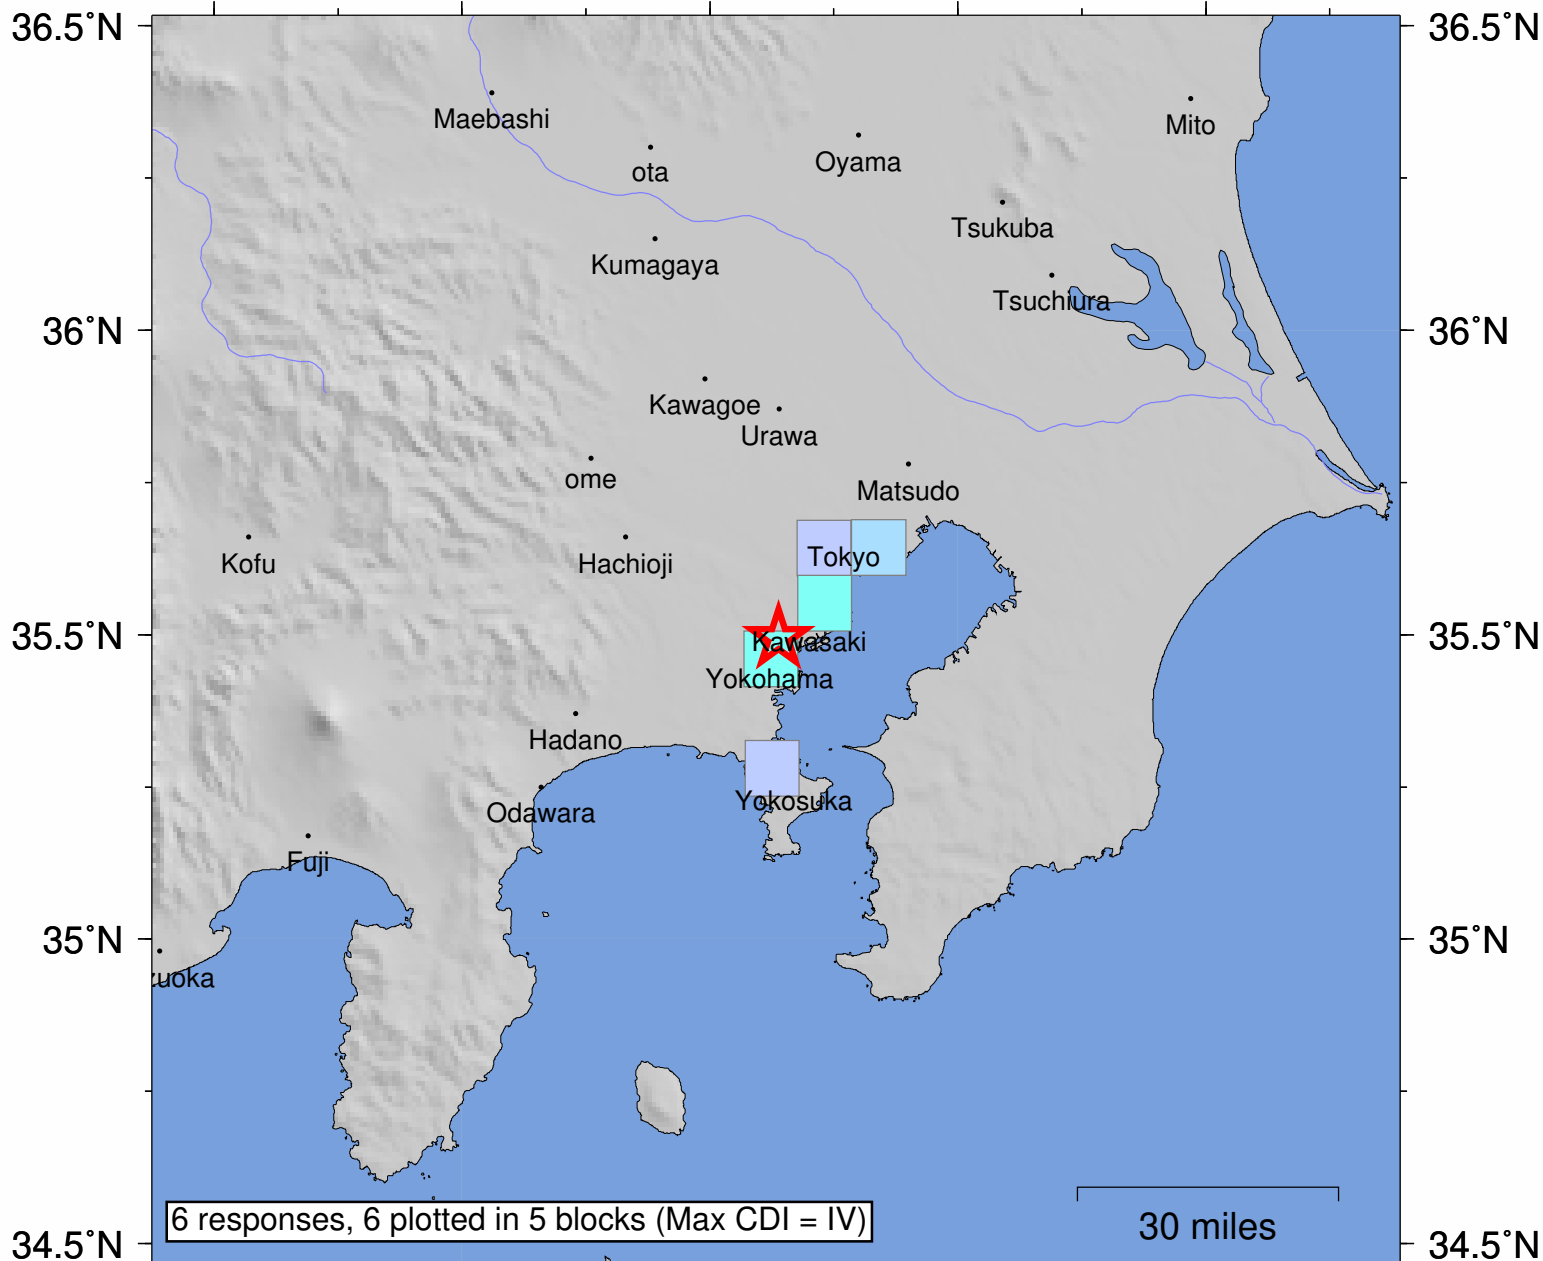 36.5˚N
36.5˚N
Maebashi
Mito
ota
Oyama
Tsukuba
Kumagaya
Tsuchiura
36˚N
36˚N
Kawagoe
Urawa
ome
Matsudo
Kofu
Hachioji
Tokyo
35.5˚N
35.5˚N
Kawasaki
Yokohama
Hadano
Yokosuka
Odawara
Fuji
35˚N
35˚N
zuoka
6 responses, 6 plotted in 5 blocks (Max CDI = IV)
30 miles
34.5˚N
34.5˚N